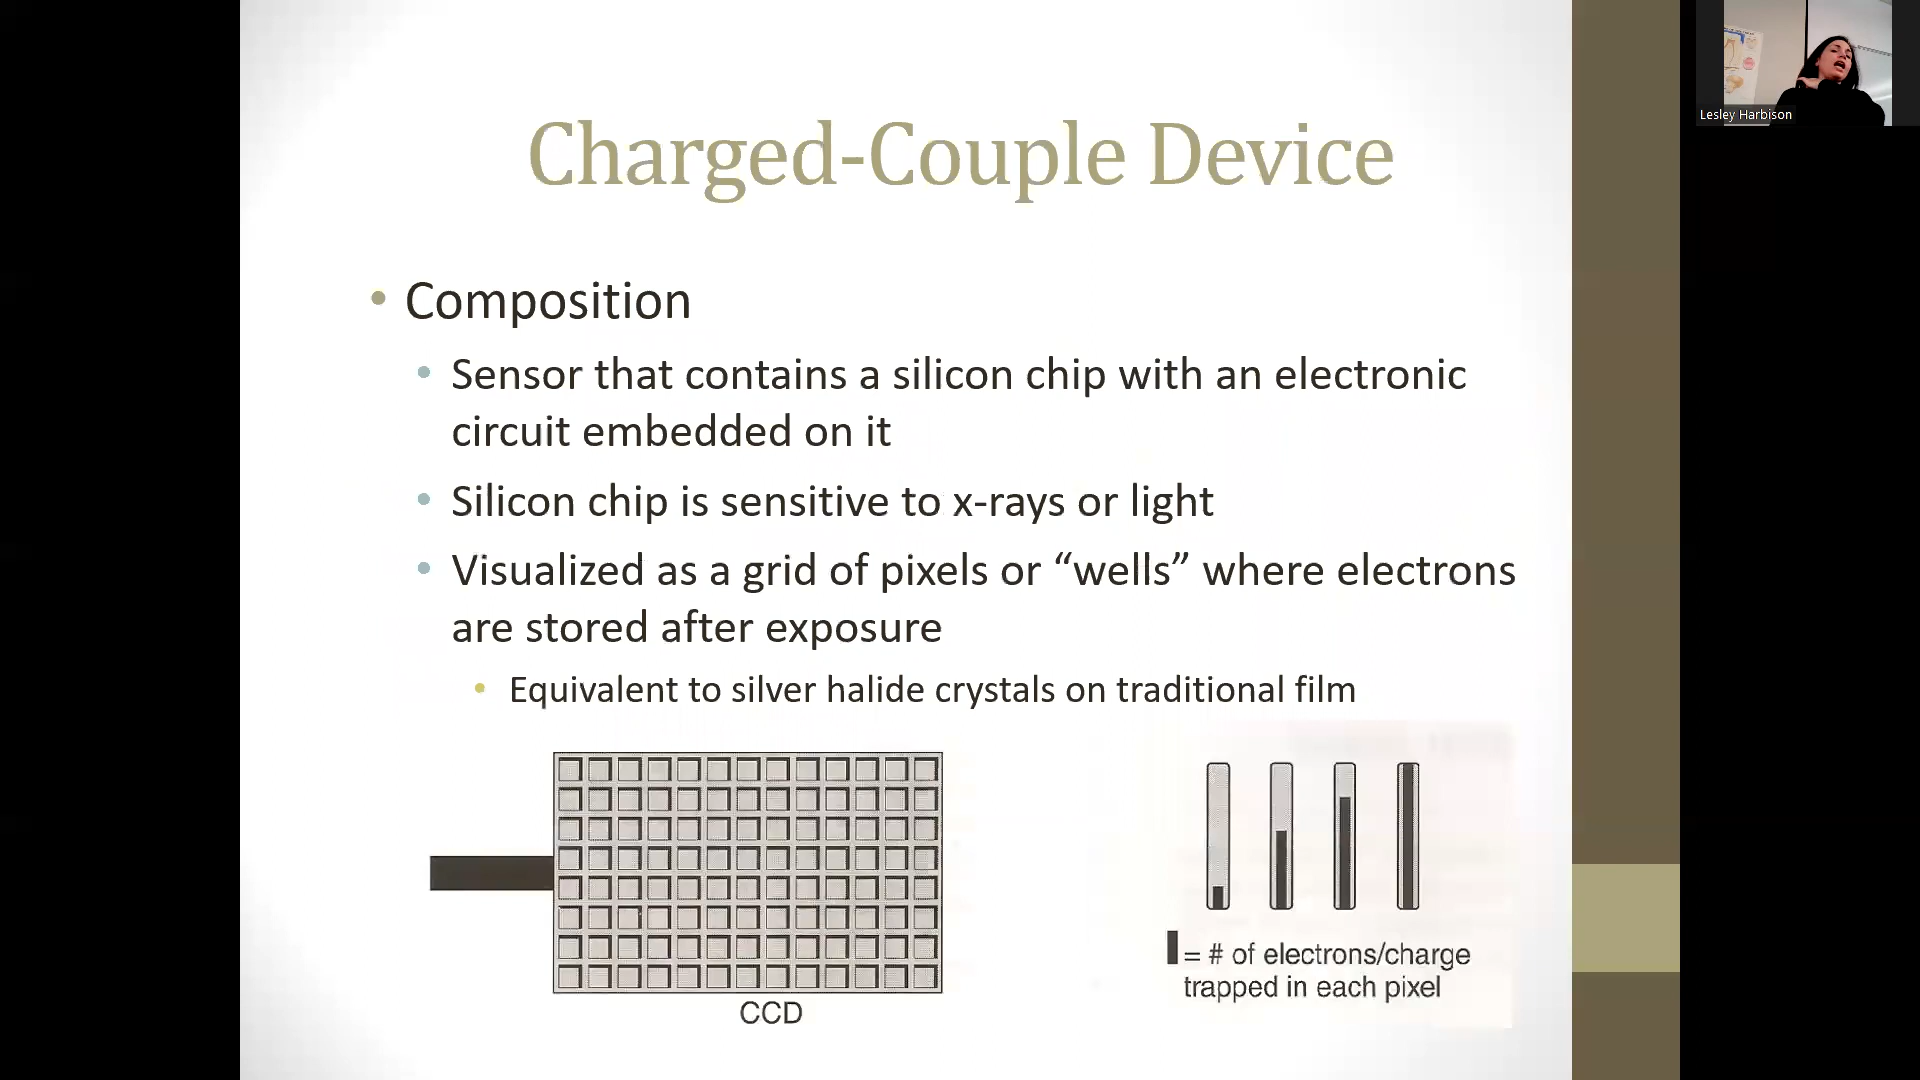 Charged-Couple Device
Lesley Harbison
• Composition
• Sensor that contains a silicon chip with an electronic
circuit embedded on it
• Silicon chip is sensitive to x-rays or light
• Visualized as a grid of pixels or “wells” where electrons
are stored after exposure
• Equivalent to silver halide crystals on traditional film
CCD
= # of electrons/charge
trapped in each pixel